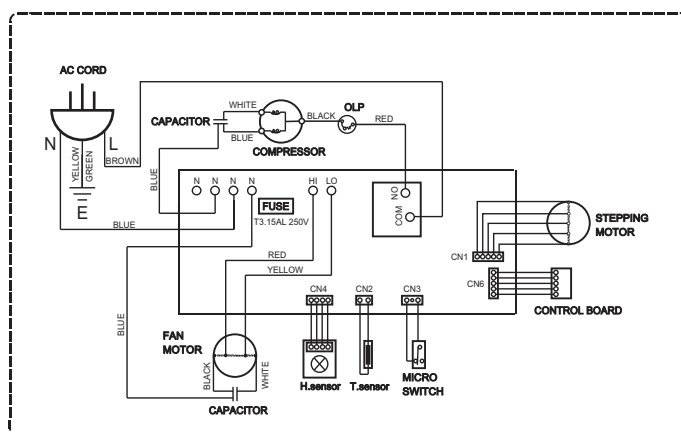 AC CORD
N
L
YELLOW
GREEN
BROWN
E
WHITE
CAPACITOR
BLUE
COMPRESSOR
BLACK
OLP
RED
BLUE
BLUE
N N N N
HI LO
FUSE
T3.15AL 250V
NO
COM
RED
YELLOW
CN1
STEPPING
MOTOR
CN6
CONTROL BOARD
CN4
CN2
CN3
BLUE
FAN
MOTOR
BLACK
WHITE
CAPACITOR
H.sensor
T.sensor
MICRO
SWITCH